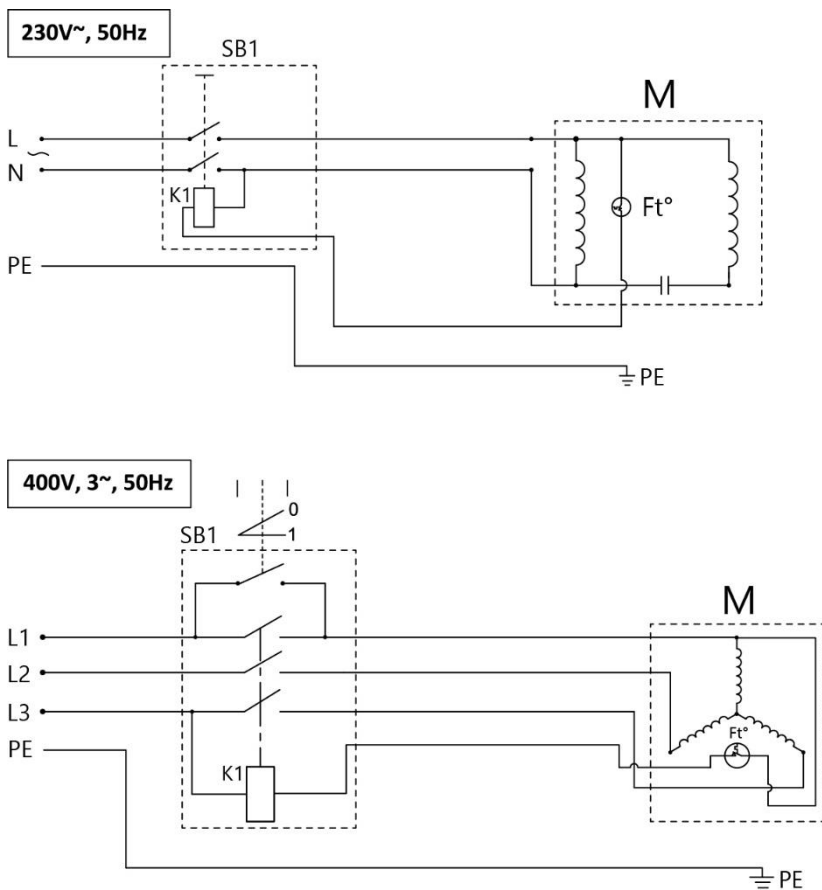 230V~, 50Hz
SB1
M
L
~
N
K1
Ft°
PE
PE
400V, 3~, 50Hz
0
SB1
1
M
L1
L2
L3
Ft°
PE
K1
PE